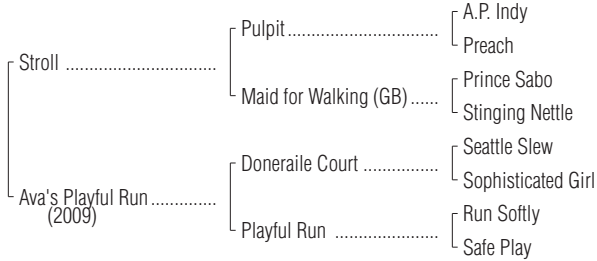 A.P. Indy
Pulpit
Preach
Stroll
Prince Sabo
Maid for Walking (GB)
Stinging Nettle
Seattle Slew
Doneraile Court
Sophisticated Girl
Ava's Playful Run
(2009)
Run Softly
Playful Run
Safe Play